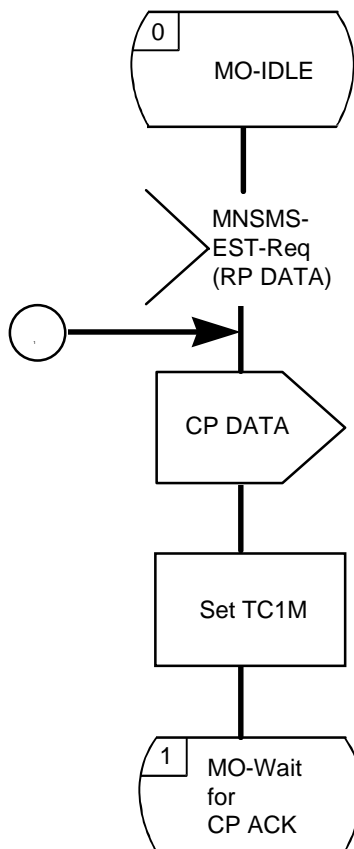 0
MO-IDLE
MNSMS-
EST-Req
(RP DATA)
CP DATA
Set TC1M
1
MO-Wait
for
CP ACK